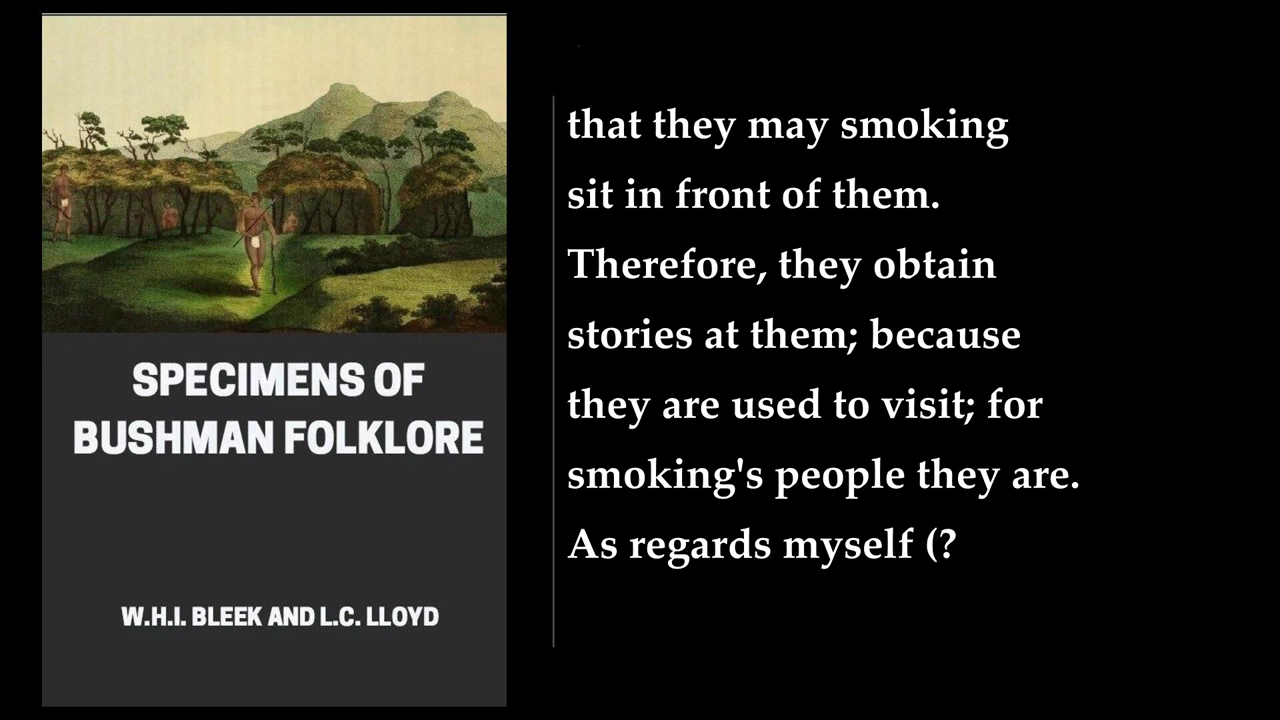 SPECIMENS OF
BUSHMAN FOLKLORE
W.H.I. BLEEK AND L.C. LLOYD
that they may smoking
sit in front of them.
Therefore, they obtain
stories at them; because
they are used to visit; for
smoking's people they are.
As regards myself (?